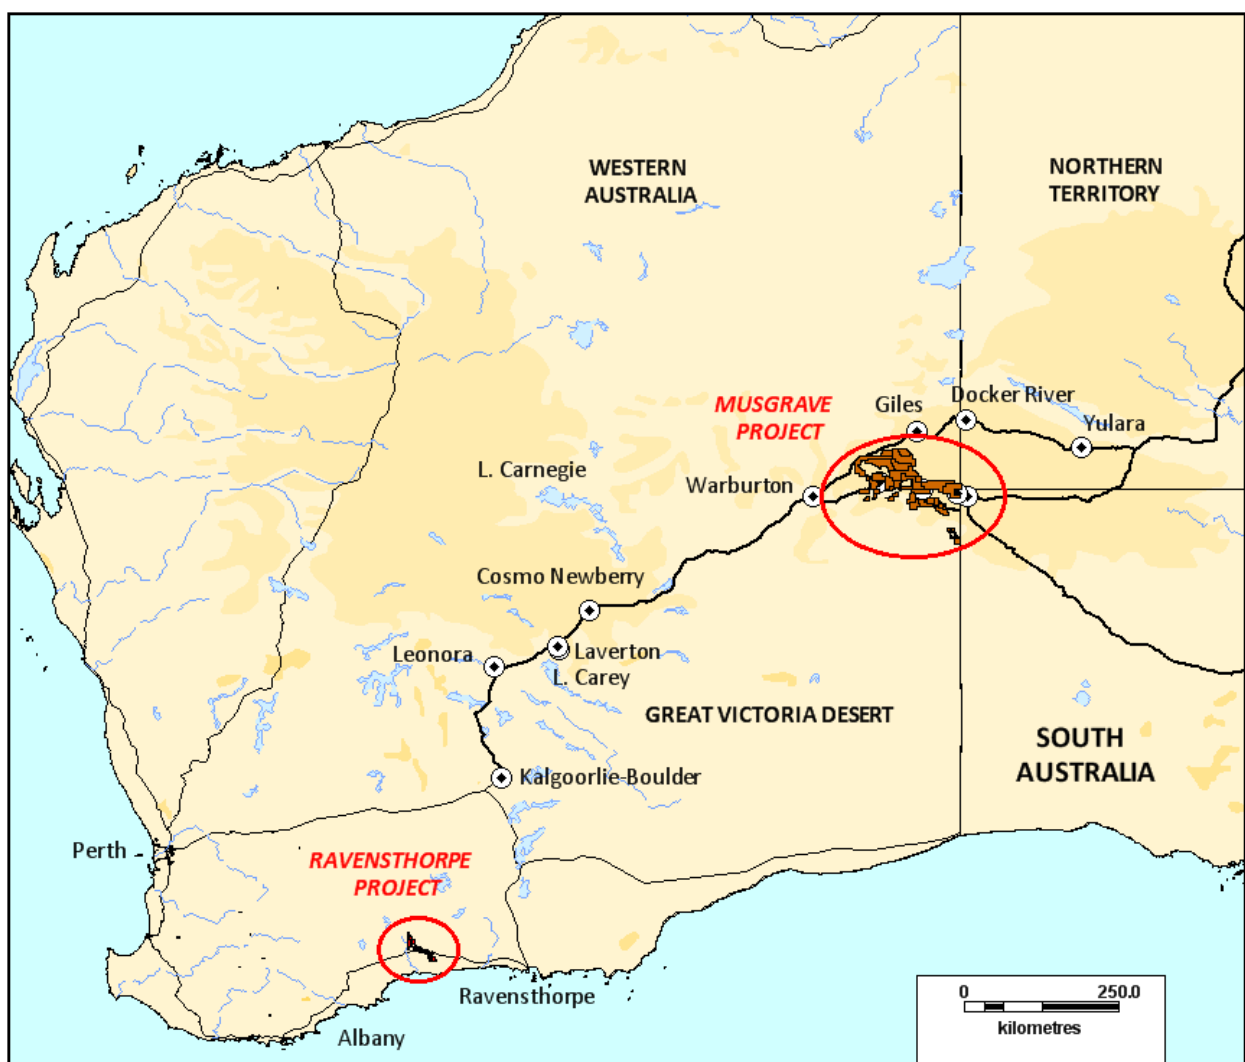 WESTERN
AUSTRALIA
NORTHERN
TERRITORY
MUSGRAVE
PROJECT
Giles
Docker River
Yulara
L. Carnegie
Warburton
Cosmo Newberry
Leonora
Laverton
L. Carey
GREAT VICTORIA DESERT
SOUTH
AUSTRALIA
Kalgoorlie-Boulder
Perth
RAVENSTHORPE
PROJECT
Ravensthorpe
Albany
0 250.0
kilometres